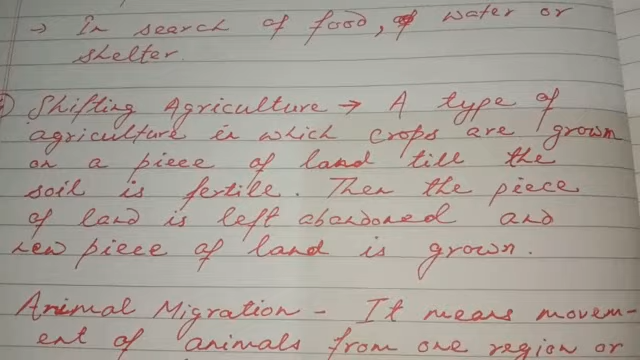 → In search of food, water or
shelter.
Shifting Agriculture → A type of
agriculture in which crops are grown
on a piece of land till the
soil is fertile. Then the piece
of land is left abandoned and
new piece of land is grown.
Animal Migration - It means movem-
ent of animals from one region or